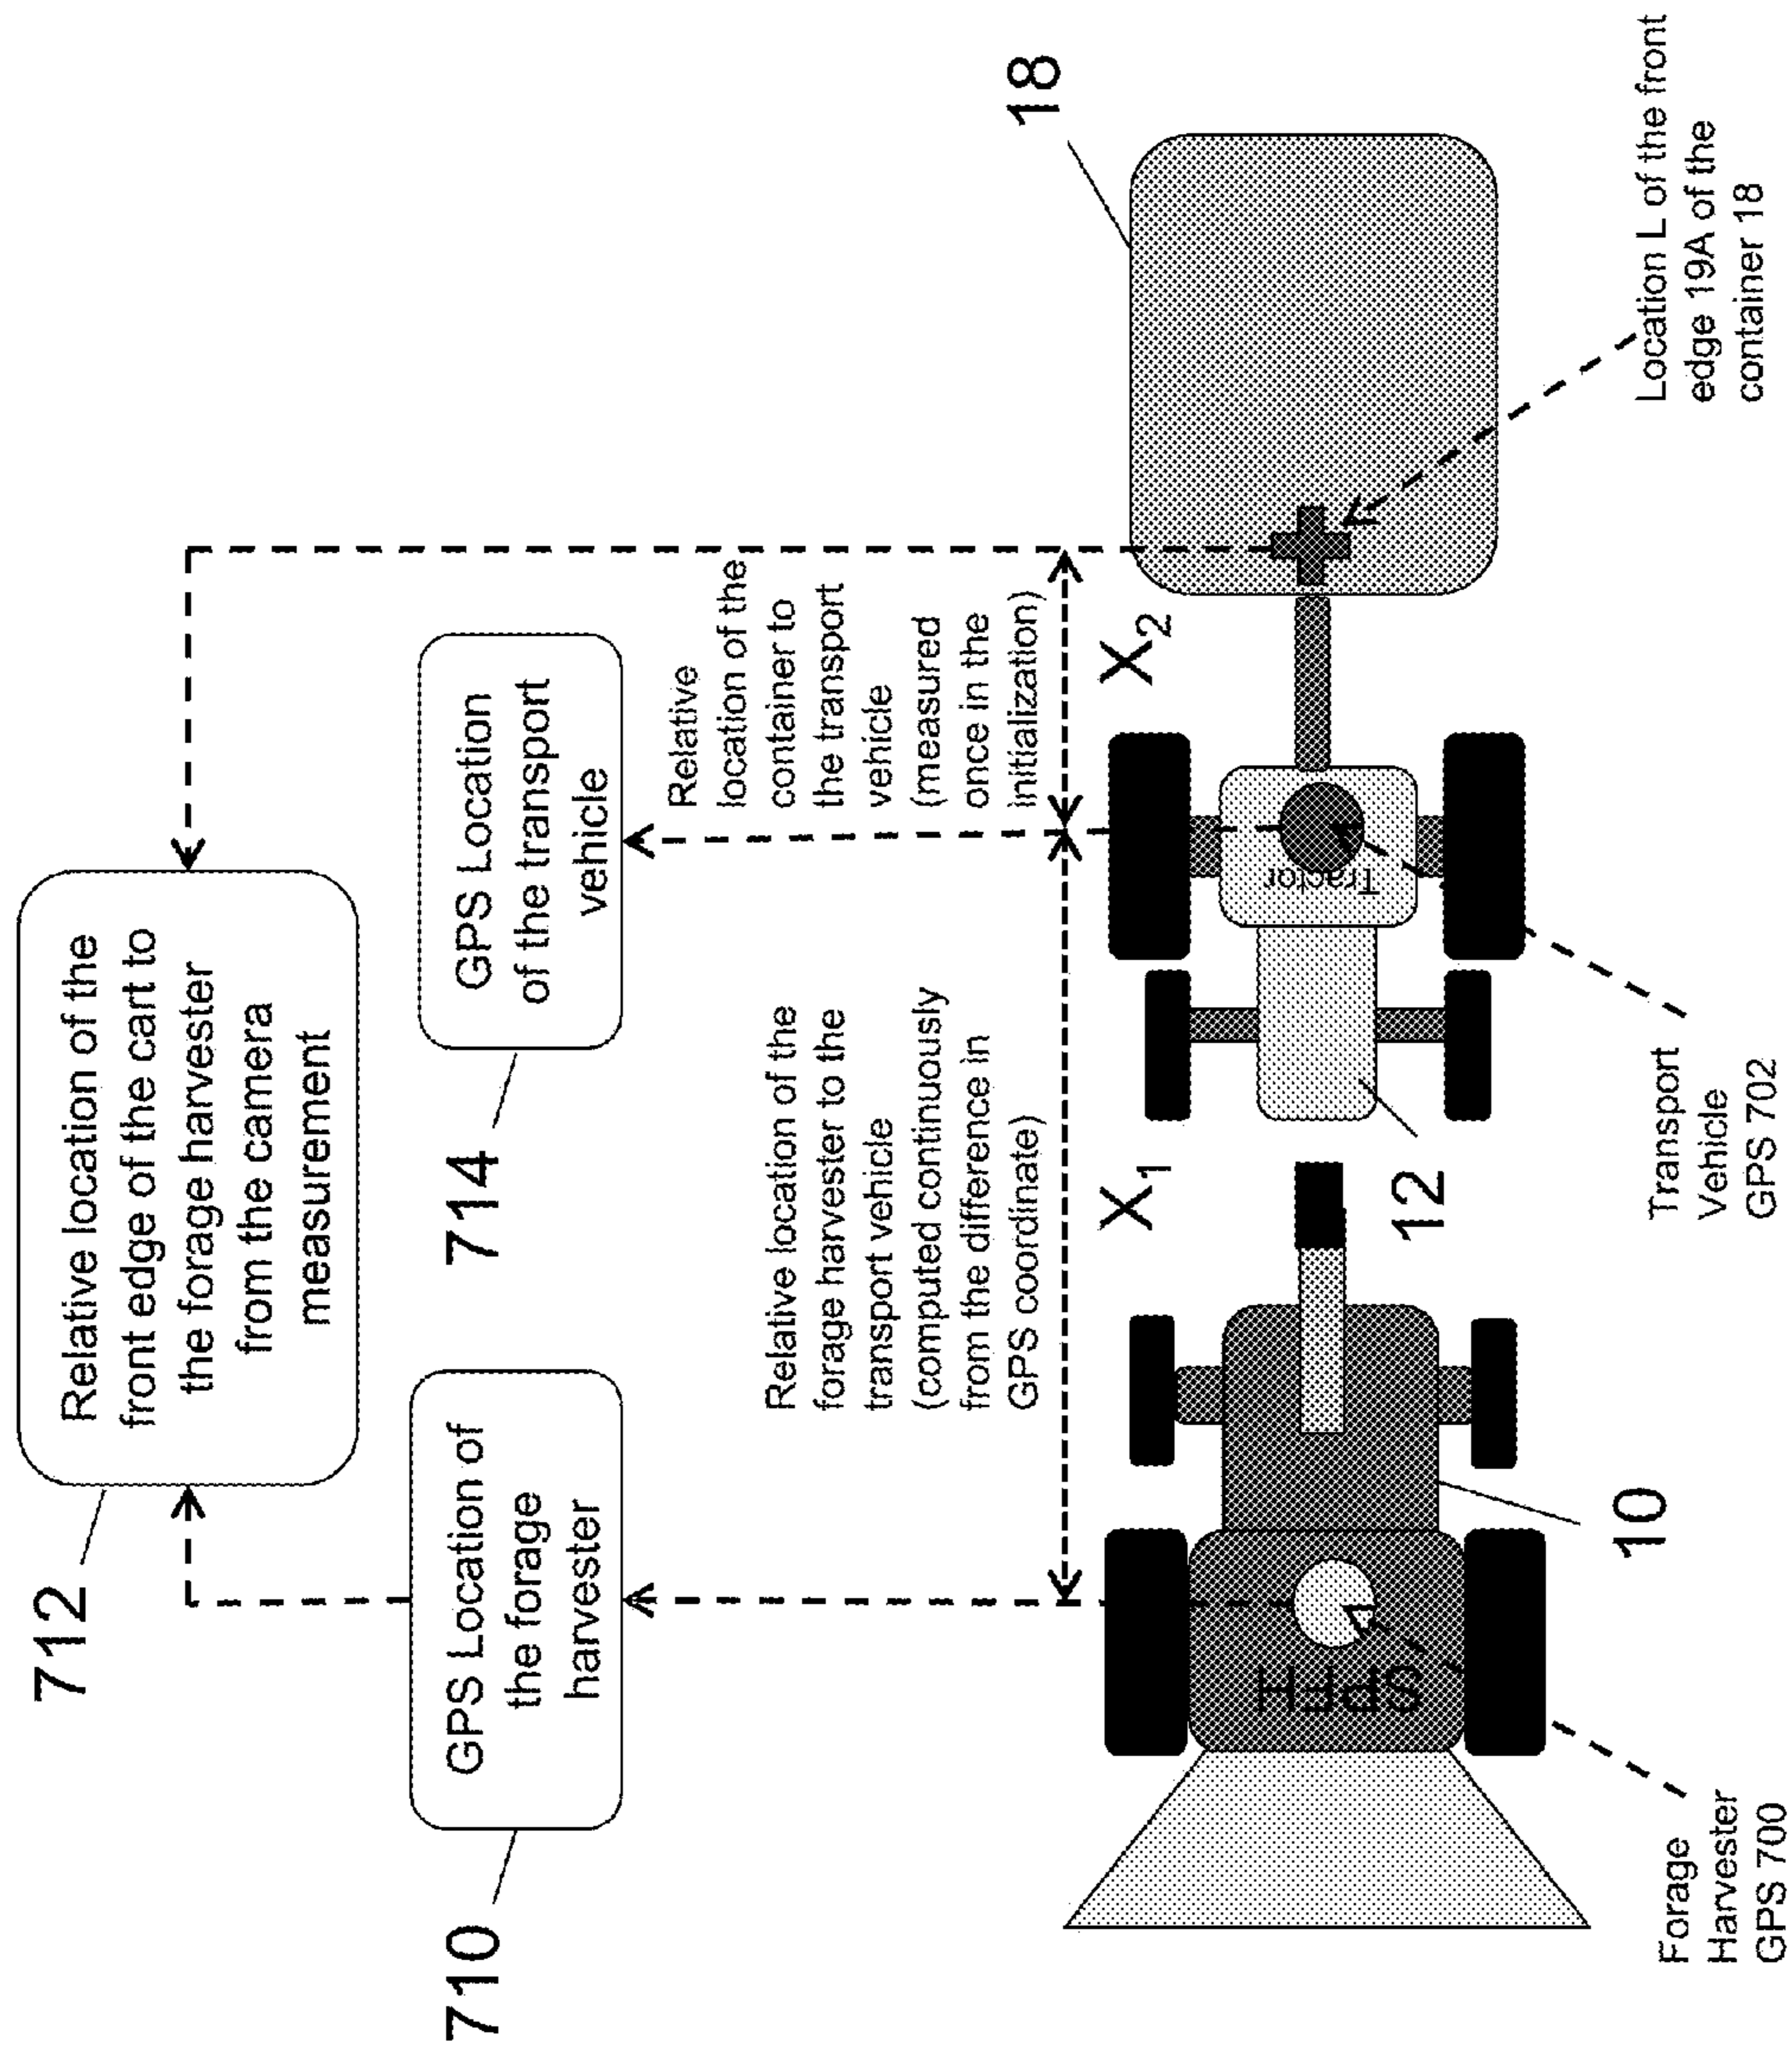 712
Relative location of the
front edge of the cart to
the forage harvester
from the camera
measurement
710
GPS Location of
the forage
harvester
714
GPS Location
of the transport
vehicle
Relative location of the
forage harvester to the
transport vehicle
(computed continuously
from the difference in
GPS coordinate)
Relative
location of the
container to
the transport
vehicle
(measured
once in the
initialization)
X1
X2
18
SPFH
Tractor
12
10
Forage
Harvester
GPS 700
Transport
Vehicle
GPS 702
Location L of the front
edge 19A of the
container 18